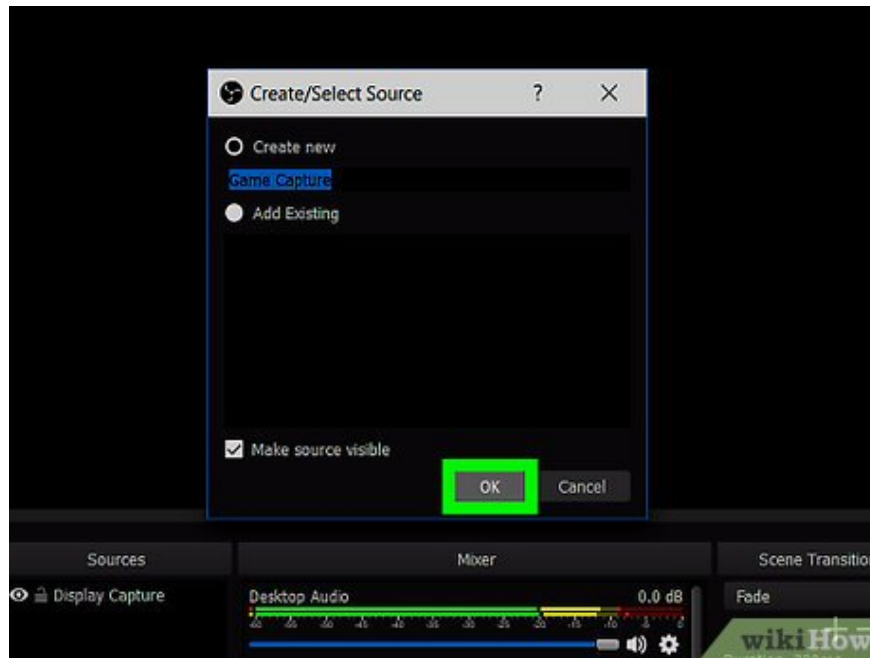 Create/Select Source
?
Create new
Game Capture
Add Existing
Make source visible
OK
Cancel
Sources
Mixer
Scene Transitio
Display Capture
Desktop Audio
0.0 dB
Fade
wikiHow